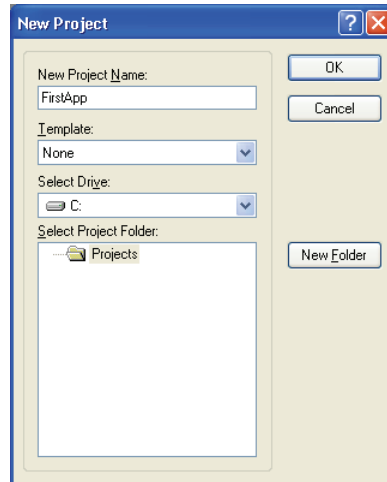 New Project
New Project Name:
FirstApp
Template:
None
Select Drive:
C:
Select Project Folder:
Projects
OK
Cancel
New Folder